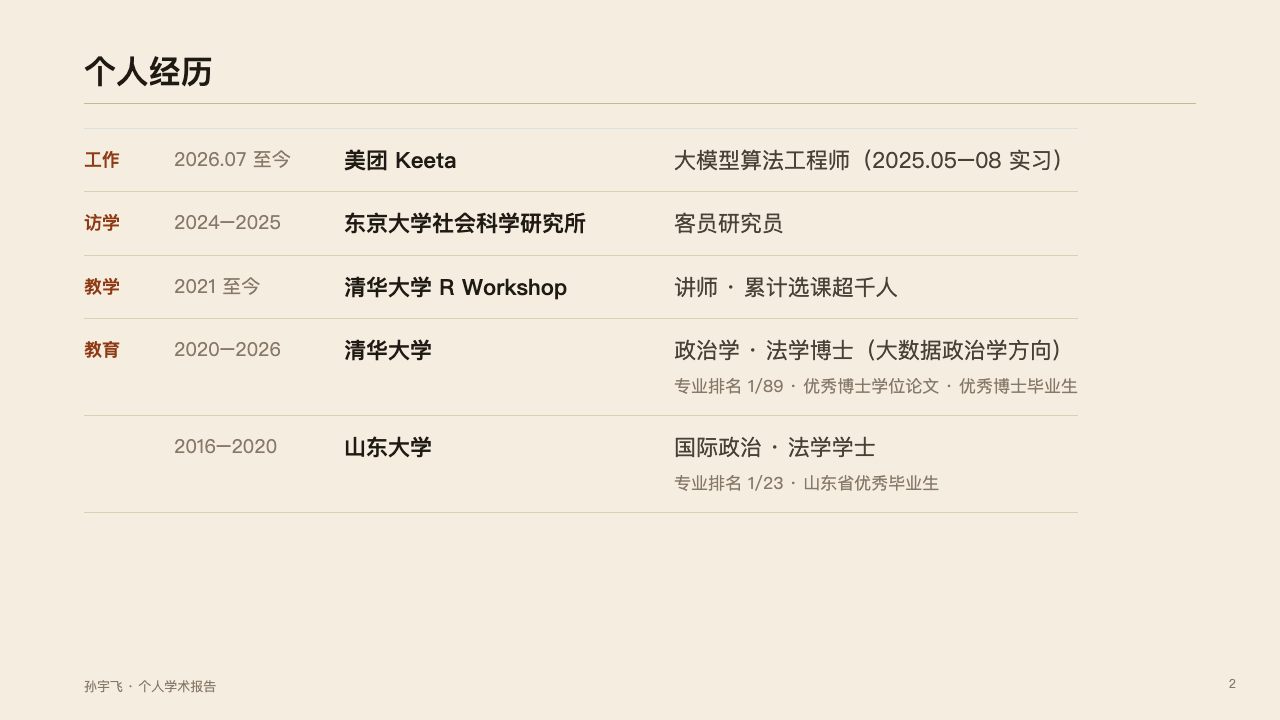 个人经历
工作 2026.07 至今 美团 Keeta 大模型算法工程师（2025.05—08 实习）
访学 2024—2025 东京大学社会科学研究所 客员研究员
教学 2021 至今 清华大学 R Workshop 讲师 · 累计选课超千人
教育 2020—2026 清华大学 政治学 · 法学博士（大数据政治学方向）
专业排名 1/89 · 优秀博士学位论文 · 优秀博士毕业生
2016—2020 山东大学 国际政治 · 法学学士
专业排名 1/23 · 山东省优秀毕业生
孙宇飞 · 个人学术报告
2